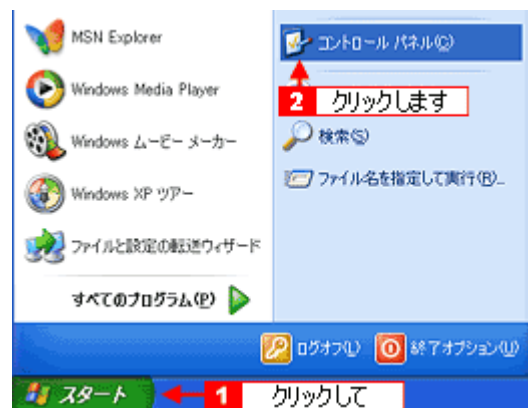 MSN Explorer
Windows Media Player
Windows ムービー メーカー
Windows XP ツアー
ファイルと設定の転送ウィザード
すべてのプログラム(P)
コントロール パネル(C)
2 クリックします
検索(S)
ファイル名を指定して実行(R)...
ログオフ(L)
終了オプション(U)
スタート
1 クリックして